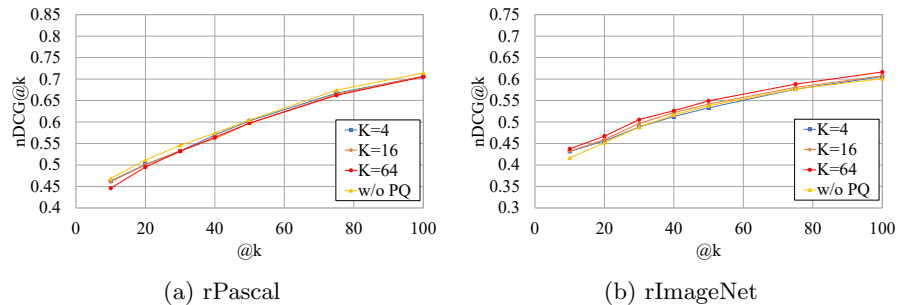 0.85
0.8
0.75
0.7
0.65
0.6
0.55
0.5
0.45
0.4
nDCG@k
0 20 40 60 80 100
@k
K=4
K=16
K=64
w/o PQ
(a) rPascal
0.75
0.7
0.65
0.6
0.55
0.5
0.45
0.4
0.35
0.3
nDCG@k
0 20 40 60 80 100
@k
K=4
K=16
K=64
w/o PQ
(b) rImageNet